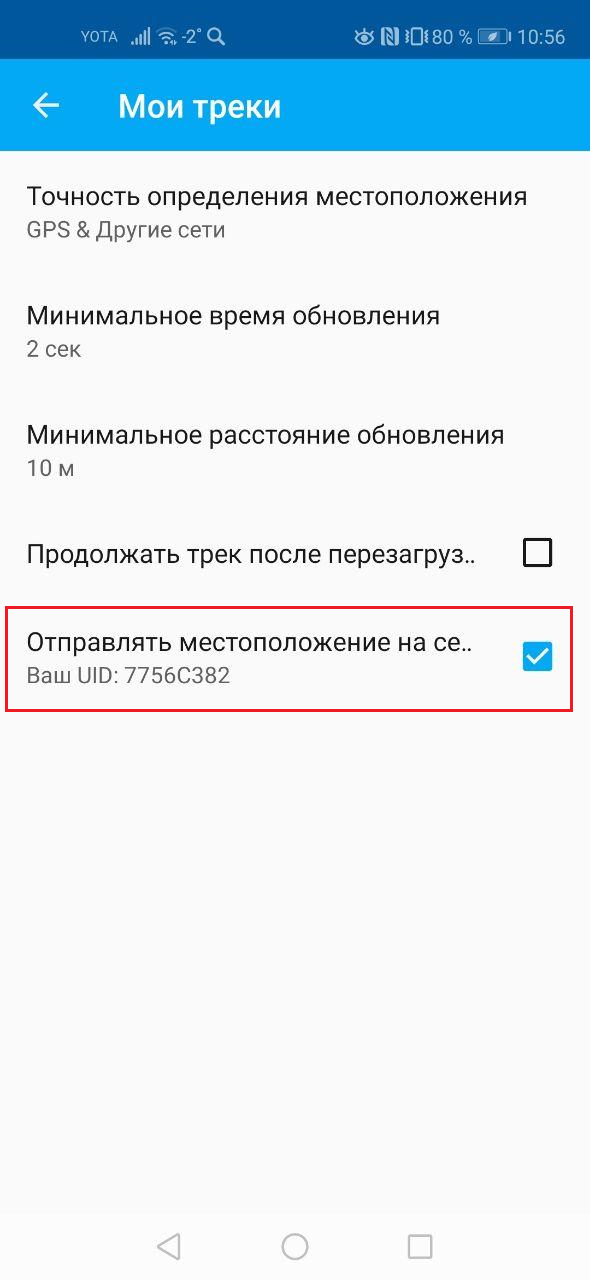 YOTA -2° 80 % 10:56
Мои треки
Точность определения местоположения
GPS & Другие сети
Минимальное время обновления
2 сек
Минимальное расстояние обновления
10 м
Продолжать трек после перезагруз..
Отправлять местоположение на се..
Ваш UID: 7756C382